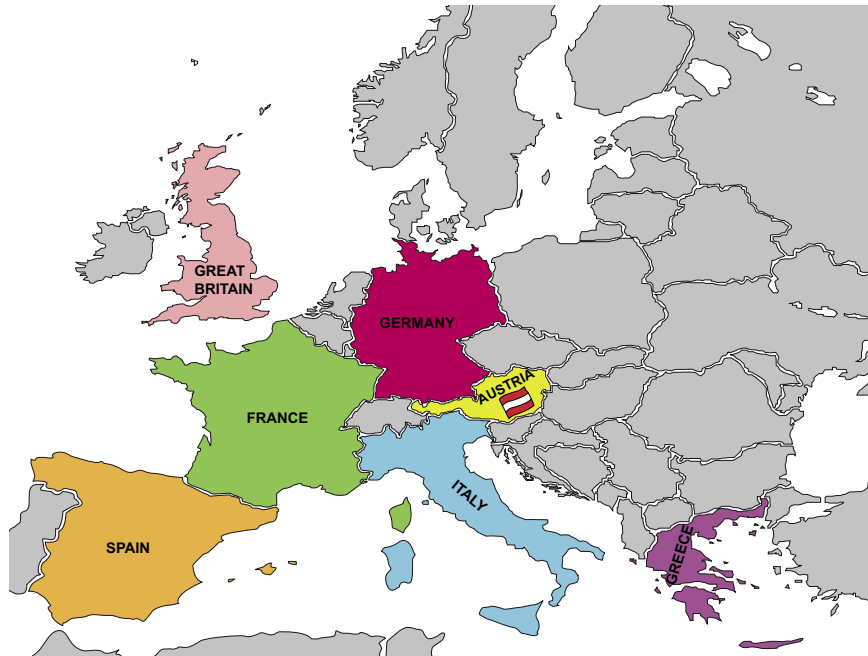 GREAT
BRITAIN
GERMANY
AUSTRIA
FRANCE
ITALY
SPAIN
GREECE